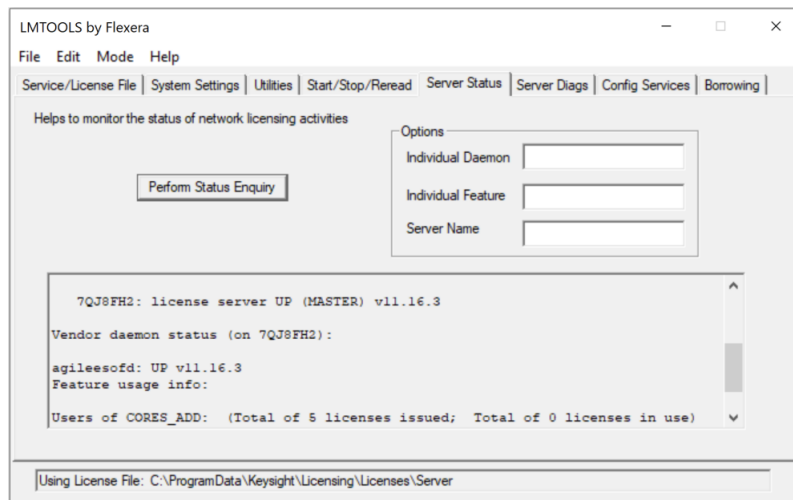 LMTOOLS by Flexera
File Edit Mode Help
Service/License File System Settings Utilities Start/Stop/Reread Server Status Server Diags Config Services Borrowing
Helps to monitor the status of network licensing activities
Options
Individual Daemon
Perform Status Enquiry
Individual Feature
Server Name
7QJ8FH2: license server UP (MASTER) v11.16.3
Vendor daemon status (on 7QJ8FH2):
agileesofd: UP v11.16.3
Feature usage info:
Users of CORES_ADD: (Total of 5 licenses issued; Total of 0 licenses in use)
Using License File: C:\ProgramData\Keysight\Licensing\Licenses\Server